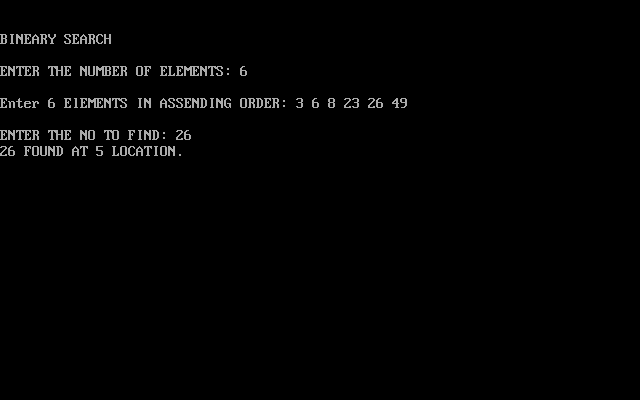 BINEARY SEARCH
ENTER THE NUMBER OF ELEMENTS: 6
Enter 6 ElEMENTS IN ASSENDING ORDER: 3 6 8 23 26 49
ENTER THE NO TO FIND: 26
26 FOUND AT 5 LOCATION.